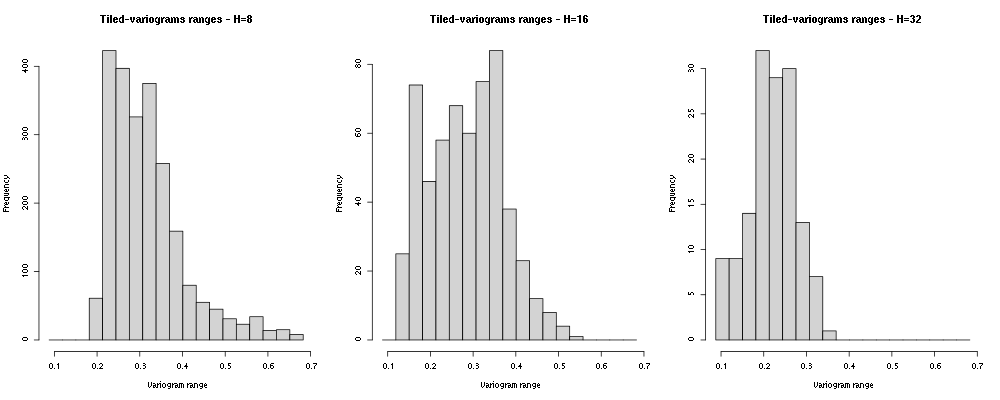 Tiled-variograms ranges - H=8
Frequency
400
300
200
100
0
0.1 0.2 0.3 0.4 0.5 0.6 0.7
Variogram range
Tiled-variograms ranges - H=16
Frequency
80
60
40
20
0
0.1 0.2 0.3 0.4 0.5 0.6 0.7
Variogram range
Tiled-variograms ranges - H=32
Frequency
30
25
20
15
10
5
0
0.1 0.2 0.3 0.4 0.5 0.6 0.7
Variogram range